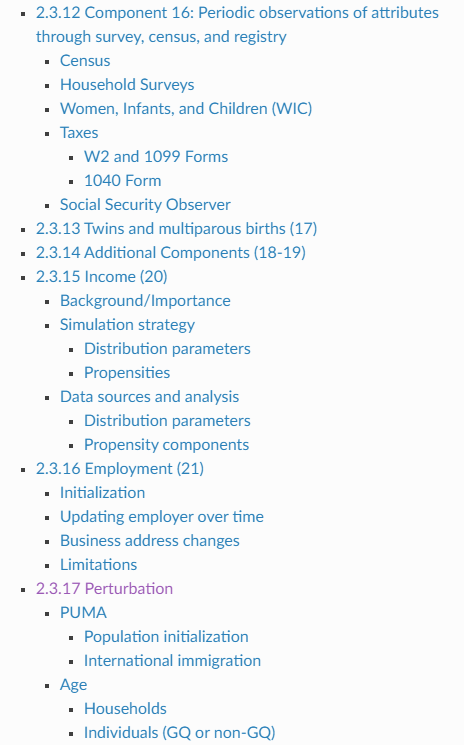 2.3.12 Component 16: Periodic observations of attributes
through survey, census, and registry
Census
Household Surveys
Women, Infants, and Children (WIC)
Taxes
W2 and 1099 Forms
1040 Form
Social Security Observer
2.3.13 Twins and multiparous births (17)
2.3.14 Additional Components (18-19)
2.3.15 Income (20)
Background/Importance
Simulation strategy
Distribution parameters
Propensities
Data sources and analysis
Distribution parameters
Propensity components
2.3.16 Employment (21)
Initialization
Updating employer over time
Business address changes
Limitations
2.3.17 Perturbation
PUMA
Population initialization
International immigration
Age
Households
Individuals (GQ or non-GQ)